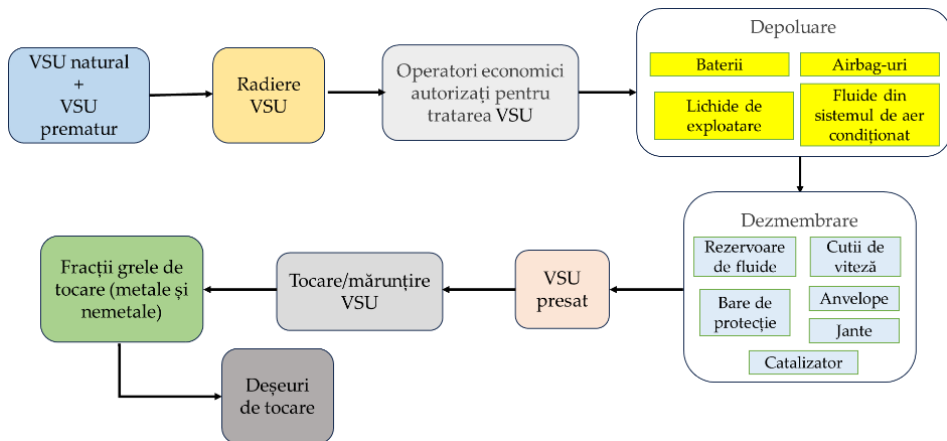 VSU natural
+
VSU
prematur
Radiere
VSU
Operatori economici
autorizați pentru
tratarea VSU
Depoluare
Baterii
Airbag-uri
Lichide de
exploatare
Fluide din
sistemul de aer
condiționat
Dezmembrare
Rezervoare
de fluide
Cutii de
viteză
Bare de
protecție
Anvelope
Jante
Catalizator
VSU
presat
Tocare/mărunțire
VSU
Fracții grele de
tocare (metale și
nemetale)
Deșeuri
de tocare